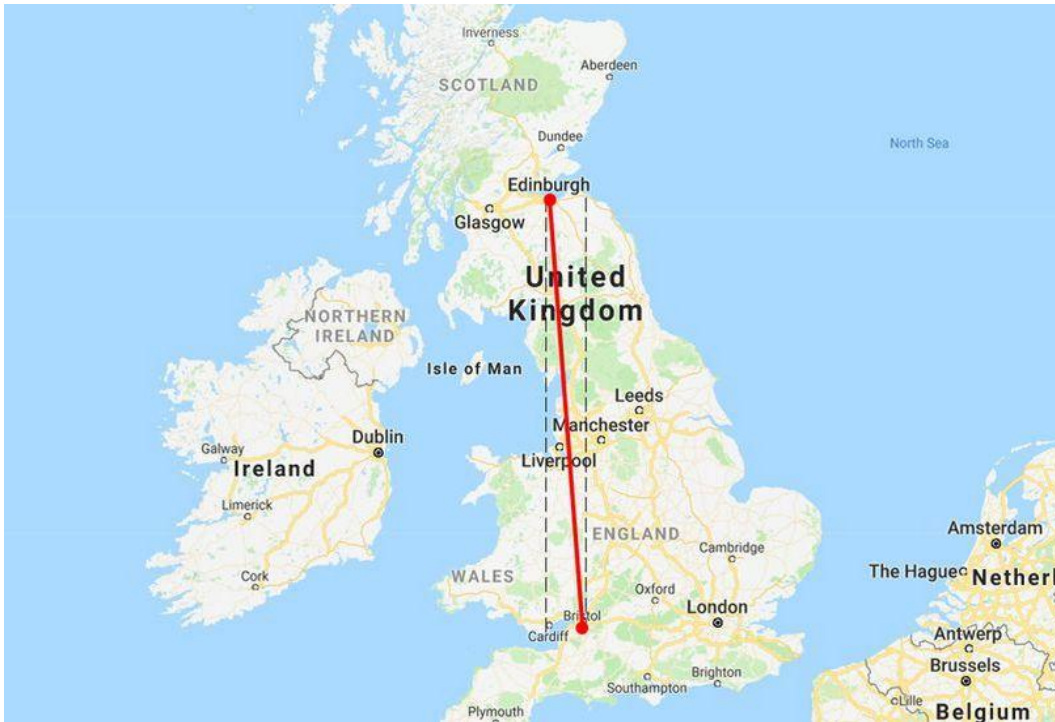 Inverness
Aberdeen
SCOTLAND
Dundee
North Sea
Edinburgh
Glasgow
United
Kingdom
NORTHERN
IRELAND
Isle of Man
Leeds
Manchester
Dublin
Galway
Liverpool
Ireland
Limerick
ENGLAND
Amsterdam
Cambridge
The Hague
Netherl
Cork
WALES
Oxford
London
Bristol
Cardiff
Antwerp
Brussels
Brighton
Southampton
Lille
Plymouth
Belgium